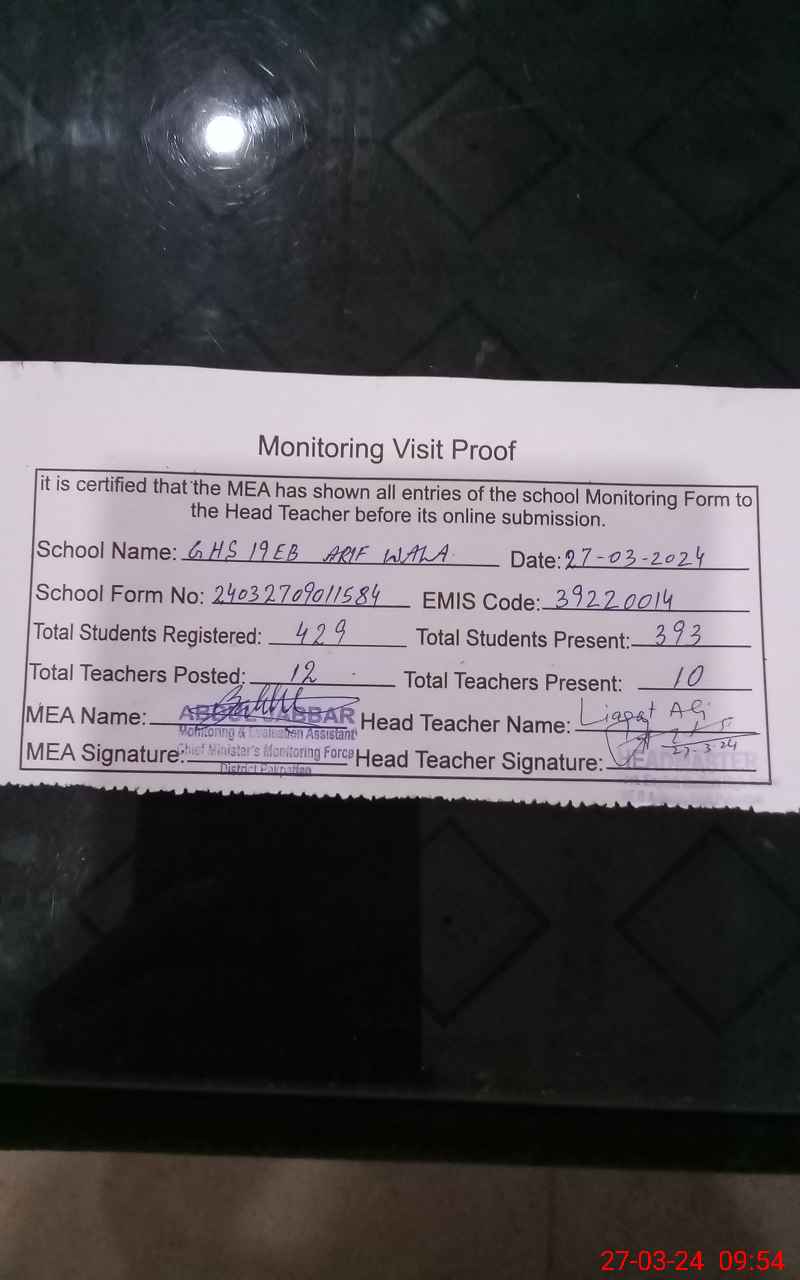 Monitoring Visit Proof
it is certified that the MEA has shown all entries of the school Monitoring Form to
the Head Teacher before its online submission.
School Name: GHS 19EB ARIF WALA Date: 27-03-2024
School Form No: 24032709011584 EMIS Code: 39220014
Total Students Registered: 429 Total Students Present: 393
Total Teachers Posted: 12 Total Teachers Present: 10
MEA Name: ABDUL JABBAR Head Teacher Name: Liaqat Ali
Monitoring & Evaluation Assistant
27-3-24
MEA Signature: Chief Minister's Monitoring Force Head Teacher Signature: HEADMASTER
District Pakpattan
27-03-24 09:54